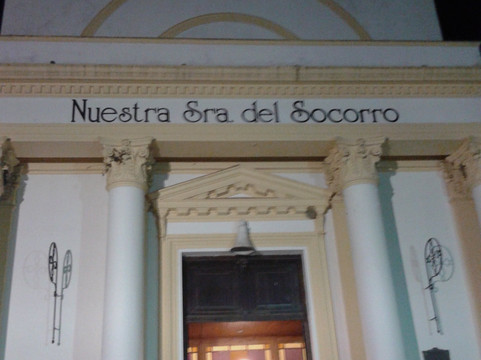 Nuestra Sra del Socorro